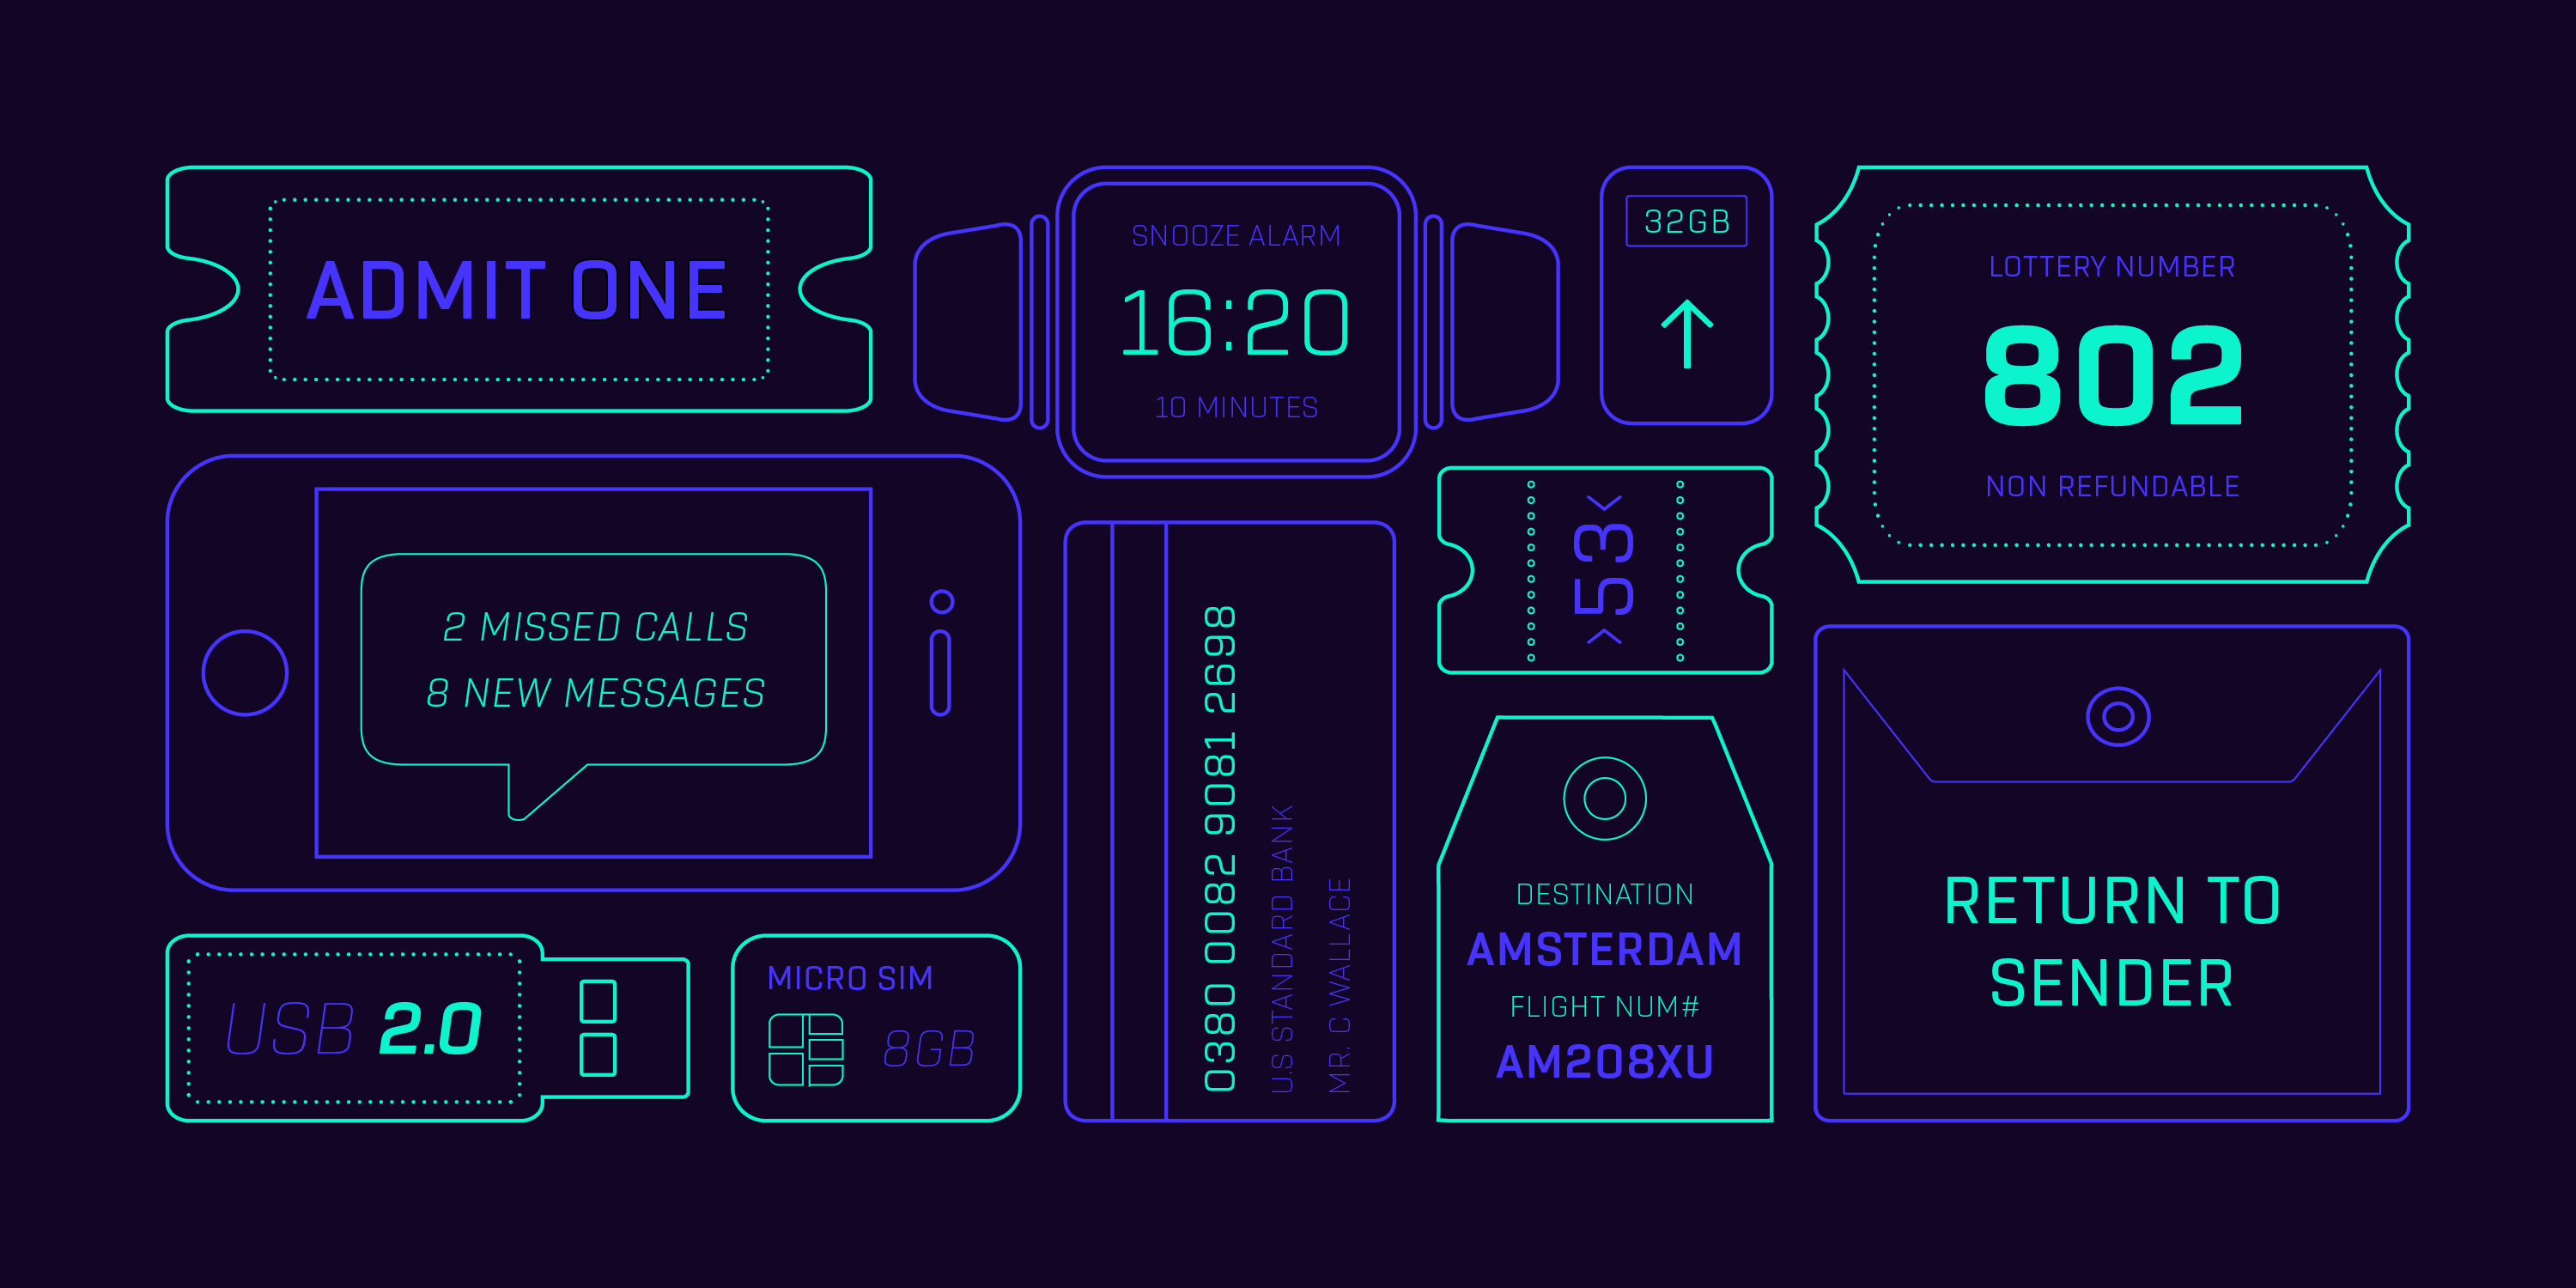 ADMIT ONE
SNOOZE ALARM
16:20
10 MINUTES
32GB
LOTTERY NUMBER
802
NON REFUNDABLE
2 MISSED CALLS
8 NEW MESSAGES
0380 0082 9081 2698
U.S STANDARD BANK
MR. C WALLACE
>53<
DESTINATION
AMSTERDAM
FLIGHT NUM#
AM208XU
RETURN TO
SENDER
USB 2.0
MICRO SIM
8GB